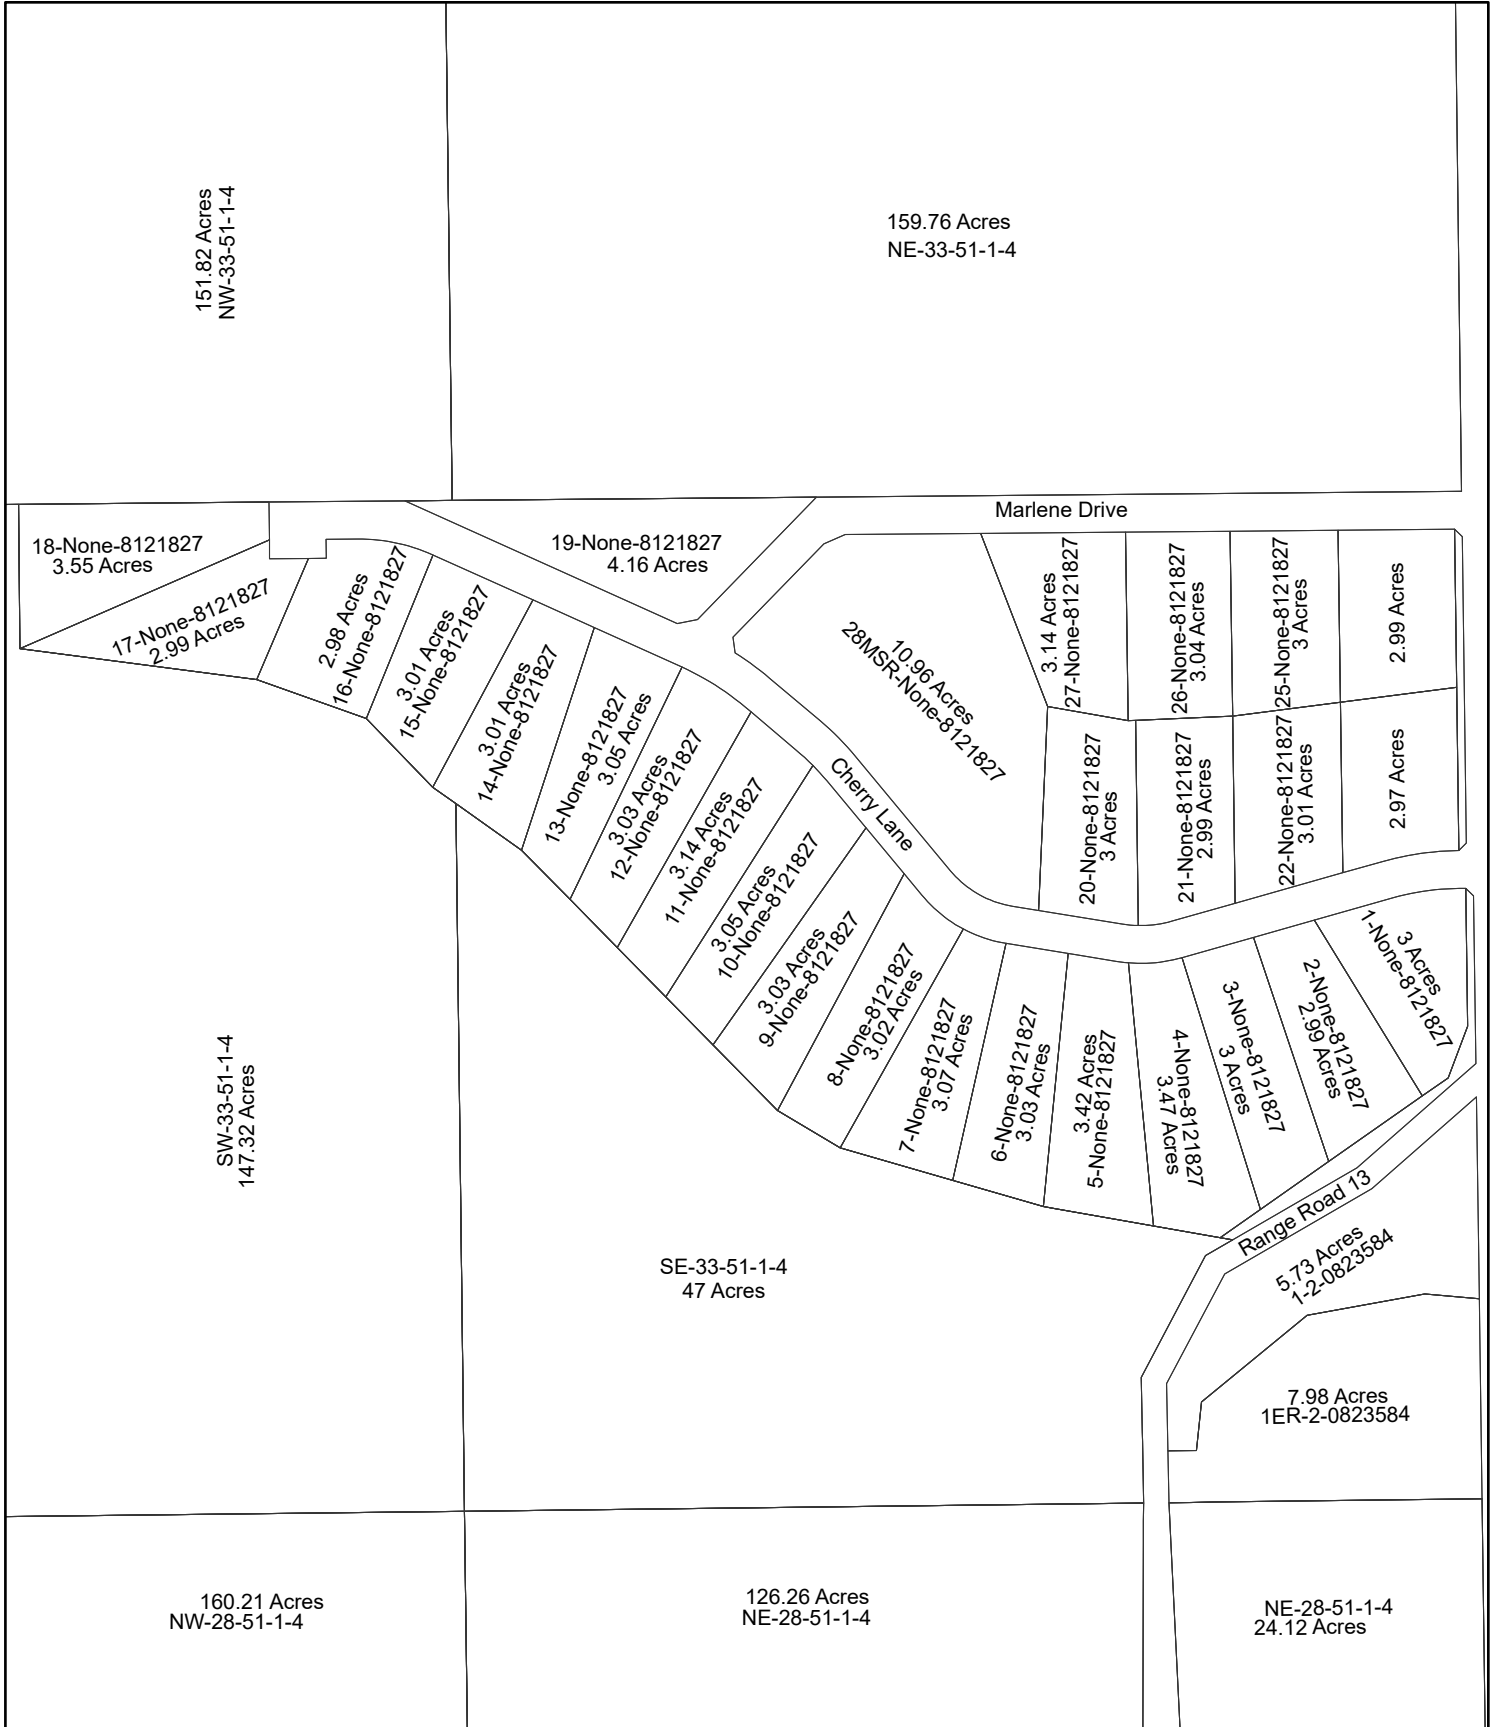 151.82 Acres
NW-33-51-1-4
159.76 Acres
NE-33-51-1-4
Marlene Drive
18-None-8121827
3.55 Acres
17-None-8121827
2.99 Acres
2.98 Acres
16-None-8121827
3.01 Acres
15-None-8121827
3.01 Acres
14-None-8121827
19-None-8121827
4.16 Acres
13-None-8121827
3.05 Acres
3.03 Acres
12-None-8121827
3.14 Acres
11-None-8121827
3.05 Acres
10-None-8121827
3.03 Acres
9-None-8121827
8-None-8121827
3.02 Acres
7-None-8121827
3.07 Acres
6-None-8121827
3.03 Acres
3.42 Acres
5-None-8121827
4-None-8121827
3.47 Acres
3-None-8121827
3 Acres
2-None-8121827
2.99 Acres
3 Acres
1-None-8121827
Cherry Lane
10.96 Acres
28MSR-None-8121827
3.14 Acres
27-None-8121827
26-None-8121827
3.04 Acres
25-None-8121827
3 Acres
2.99 Acres
20-None-8121827
3 Acres
21-None-8121827
2.99 Acres
22-None-8121827
3.01 Acres
2.97 Acres
SW-33-51-1-4
147.32 Acres
SE-33-51-1-4
47 Acres
Range Road 13
5.73 Acres
1-2-0823584
7.98 Acres
1ER-2-0823584
160.21 Acres
NW-28-51-1-4
126.26 Acres
NE-28-51-1-4
NE-28-51-1-4
24.12 Acres